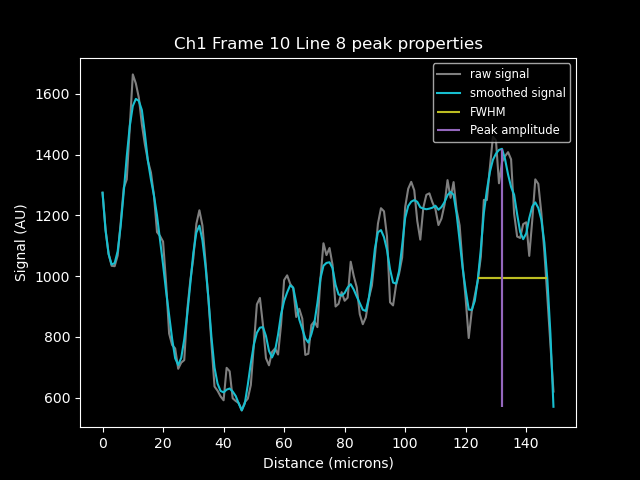 Ch1 Frame 10 Line 8 peak properties
raw signal
smoothed signal
FWHM
Peak amplitude
Signal (AU)
1600
1400
1200
1000
800
600
0 20 40 60 80 100 120 140
Distance (microns)